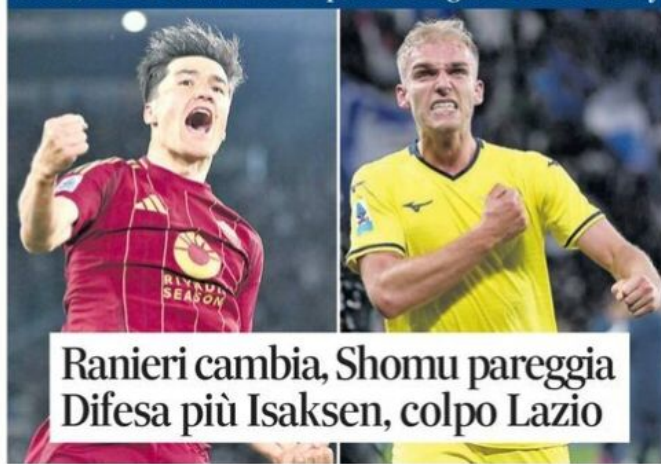 RIYADH
SEASON
Ranieri cambia, Shomu pareggia
Difesa più Isaksen, colpo Lazio